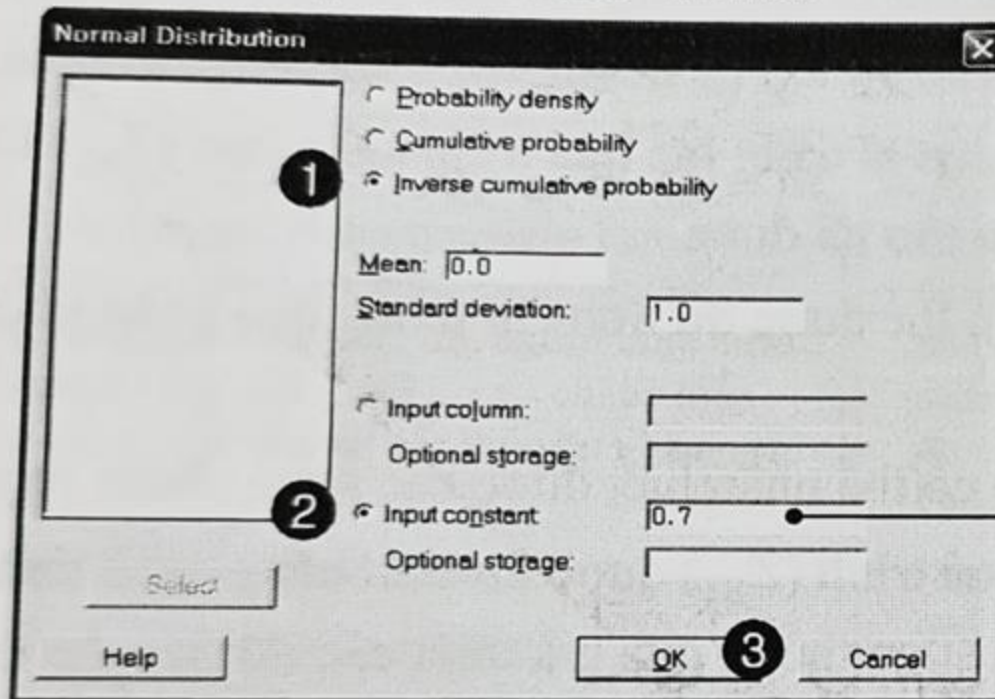 Normal Distribution
Probability density
Cumulative probability
1 Inverse cumulative probability
Mean: 0.0
Standard deviation: 1.0
Input column:
Optional storage:
2 Input constant 0.7
Optional storage:
Select
Help OK 3 Cancel